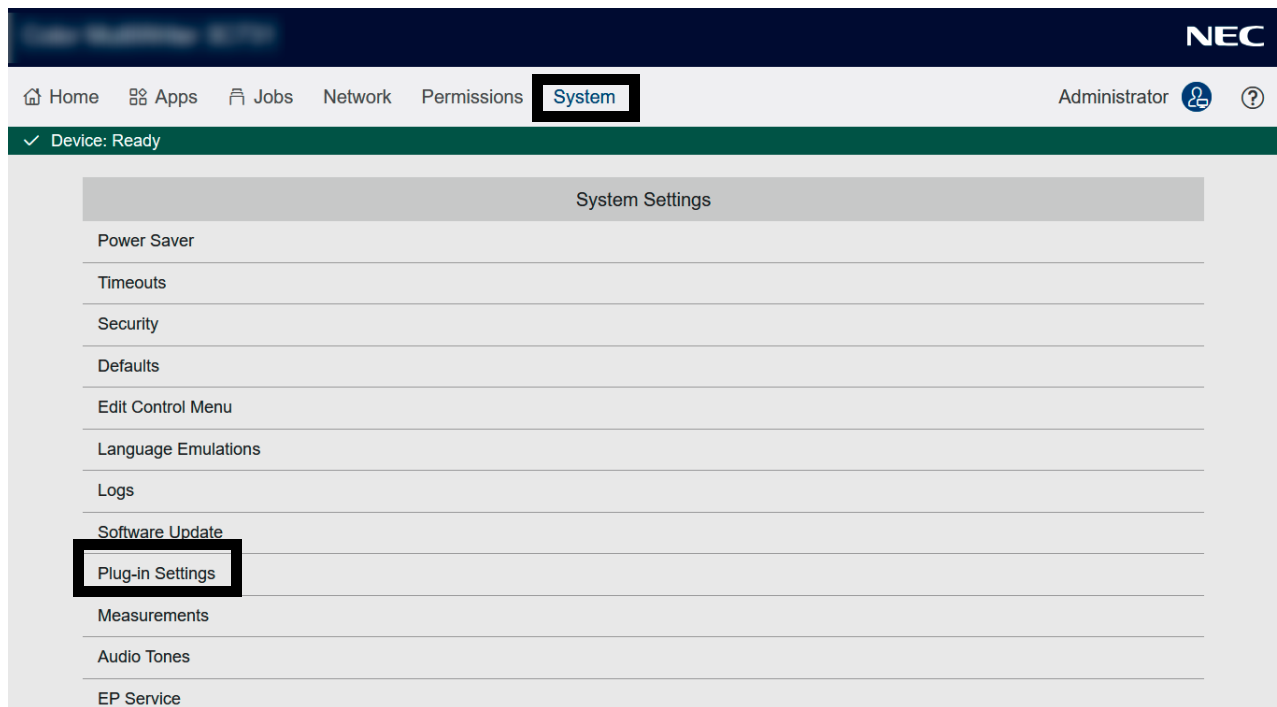 NEC
Home Apps Jobs Network Permissions System Administrator
Device: Ready
System Settings
Power Saver
Timeouts
Security
Defaults
Edit Control Menu
Language Emulations
Logs
Software Update
Plug-in Settings
Measurements
Audio Tones
EP Service